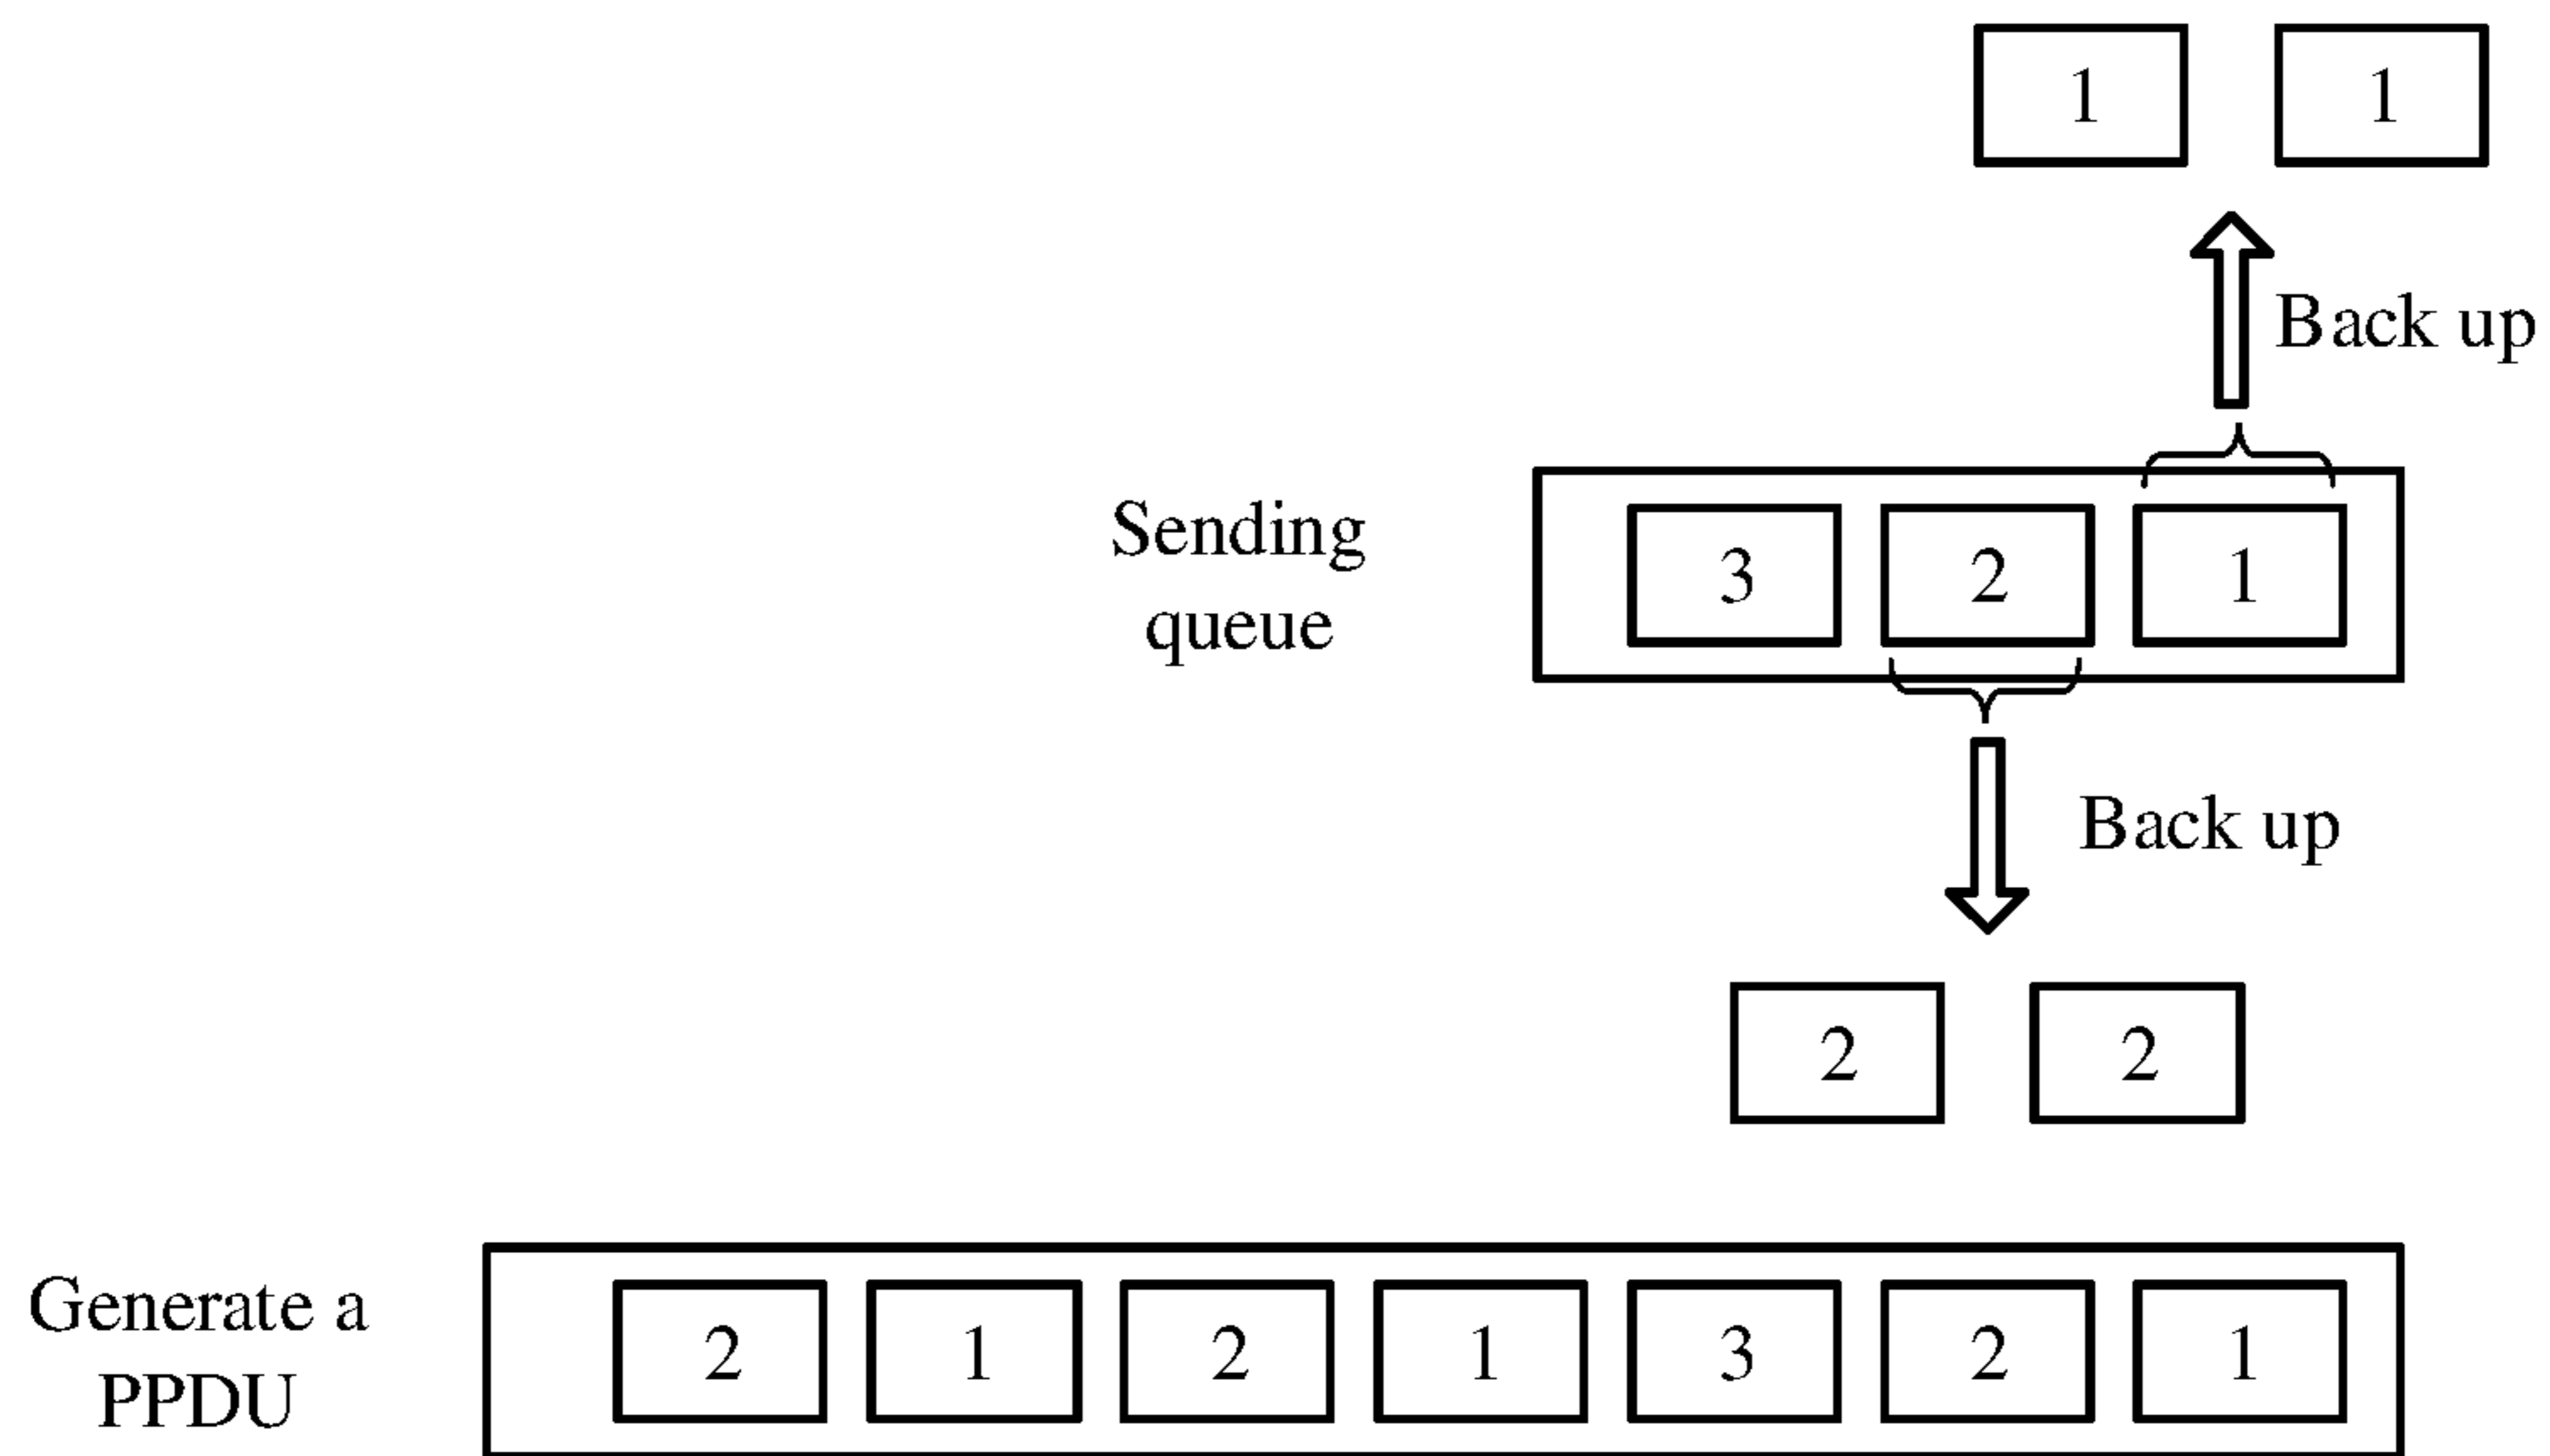 1 1
Back up
Sending
queue
3 2 1
Back up
2 2
Generate a
PPDU
2 1 2 1 3 2 1